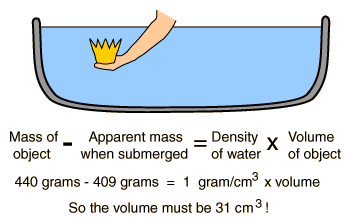 Mass of object - Apparent mass when submerged = Density of water x Volume of object
440 grams - 409 grams = 1 gram/cm³ x volume
So the volume must be 31 cm³ !